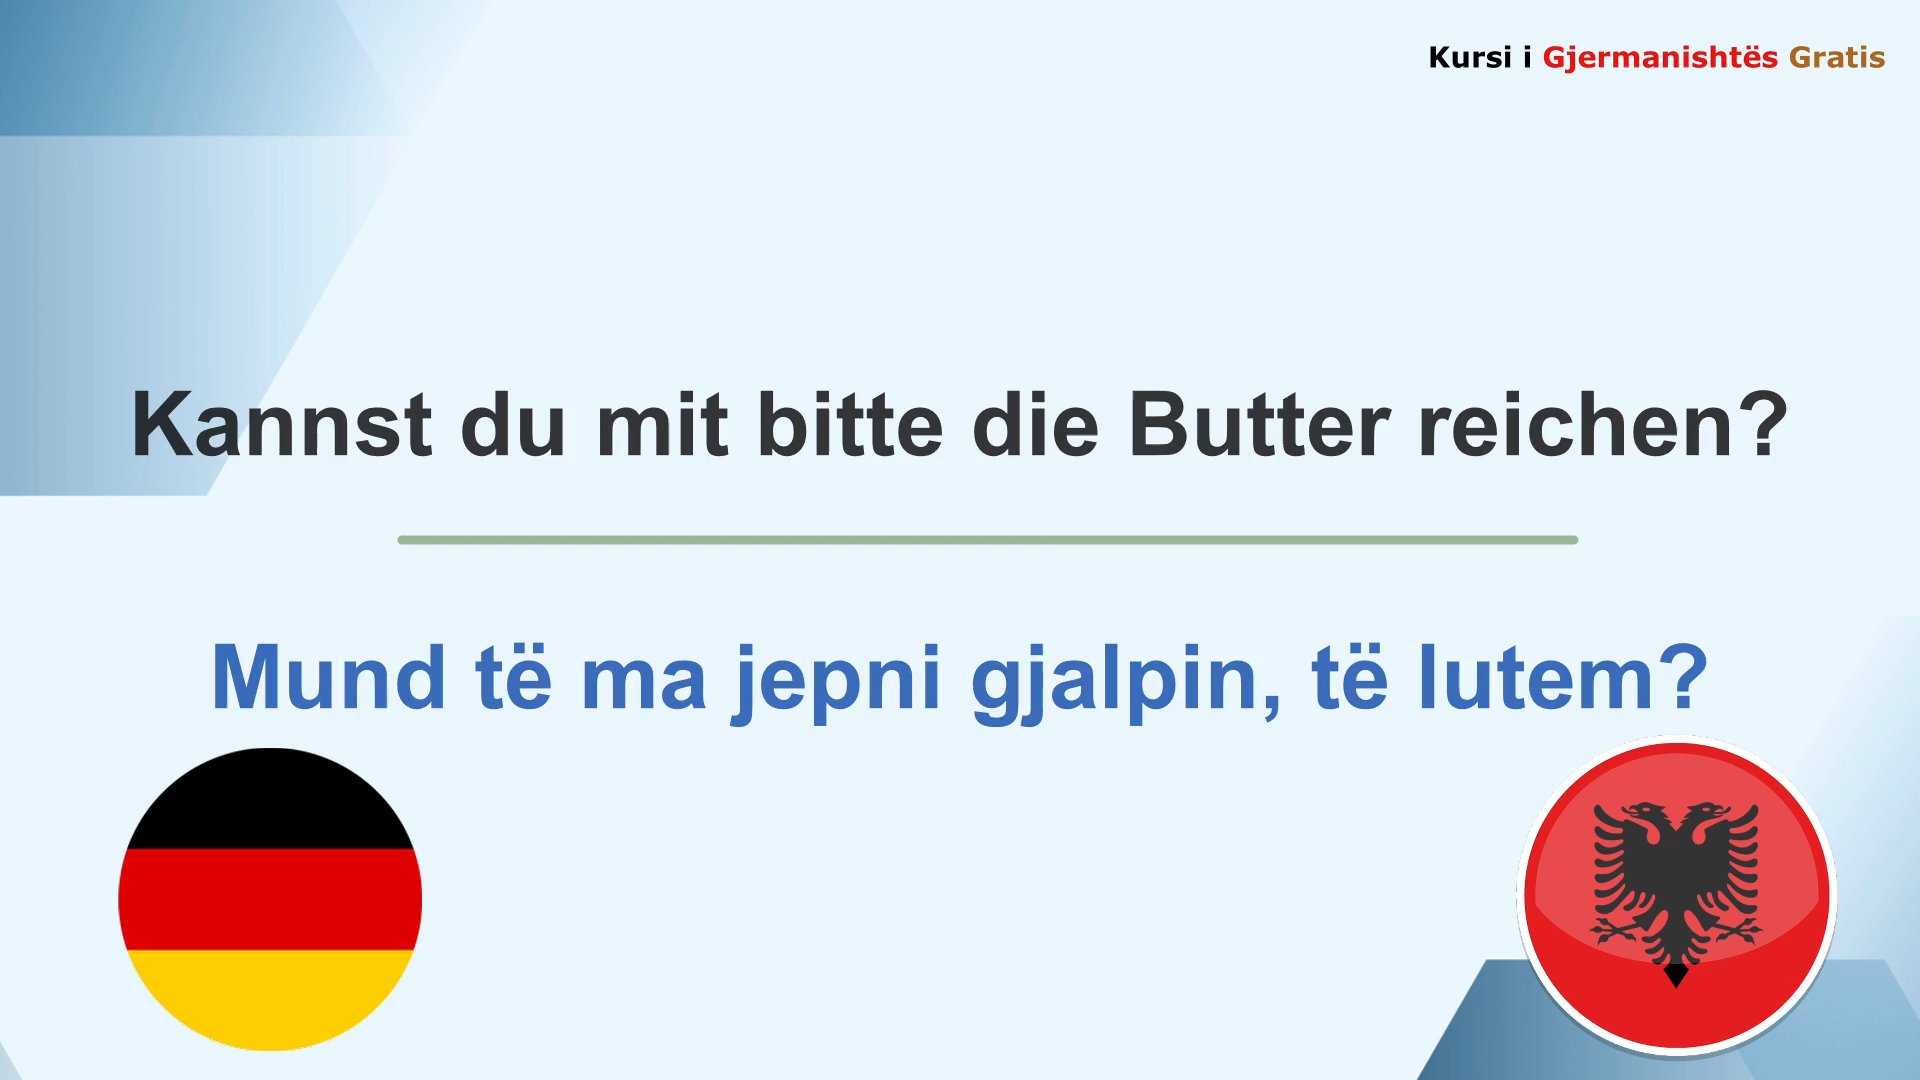 Kursi i Gjermanishtës Gratis
Kannst du mit bitte die Butter reichen?
Mund të ma jepni gjalpin, të lutem?